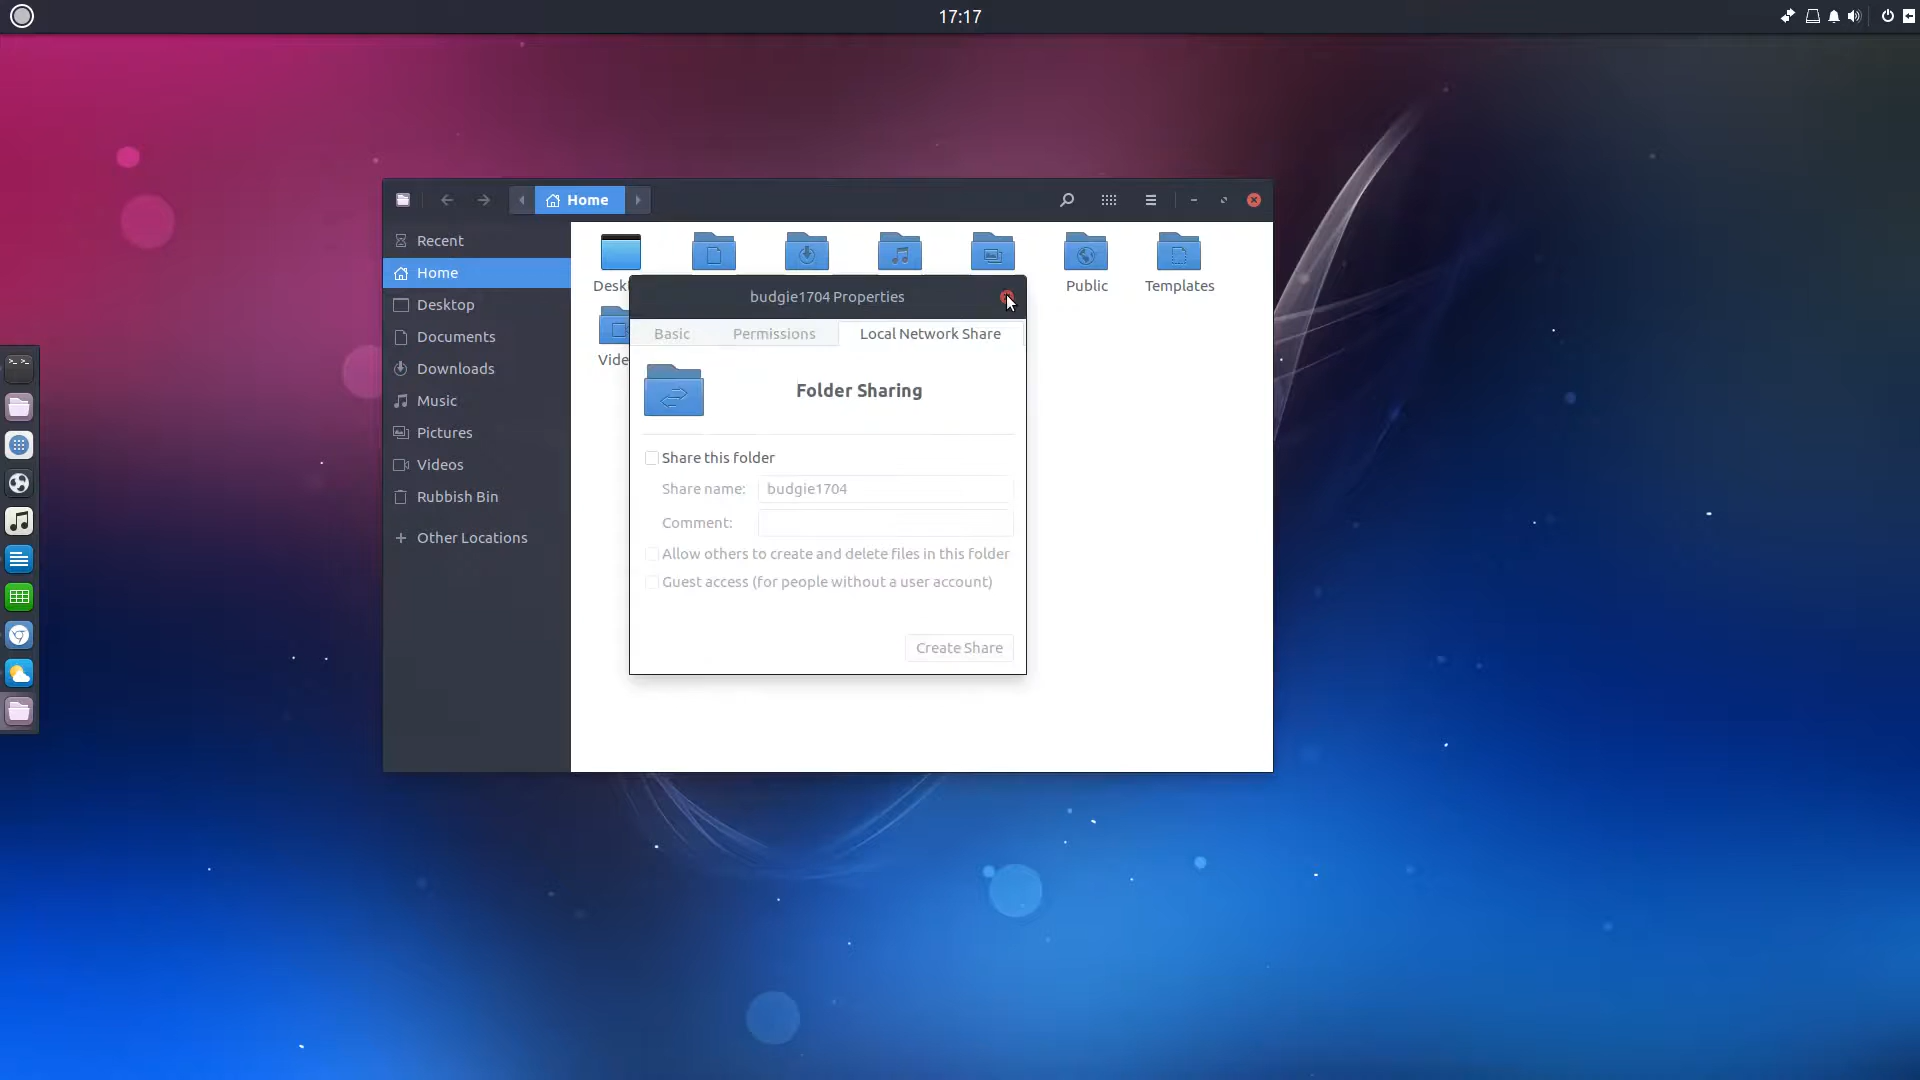 17:17
Home
Recent
Home
Desktop
Documents
Downloads
Music
Pictures
Videos
Rubbish Bin
Other Locations
Public
Templates
budgie1704 Properties
Basic
Permissions
Local Network Share
Folder Sharing
Share this folder
Share name:
budgie1704
Comment:
Allow others to create and delete files in this folder
Guest access (for people without a user account)
Create Share